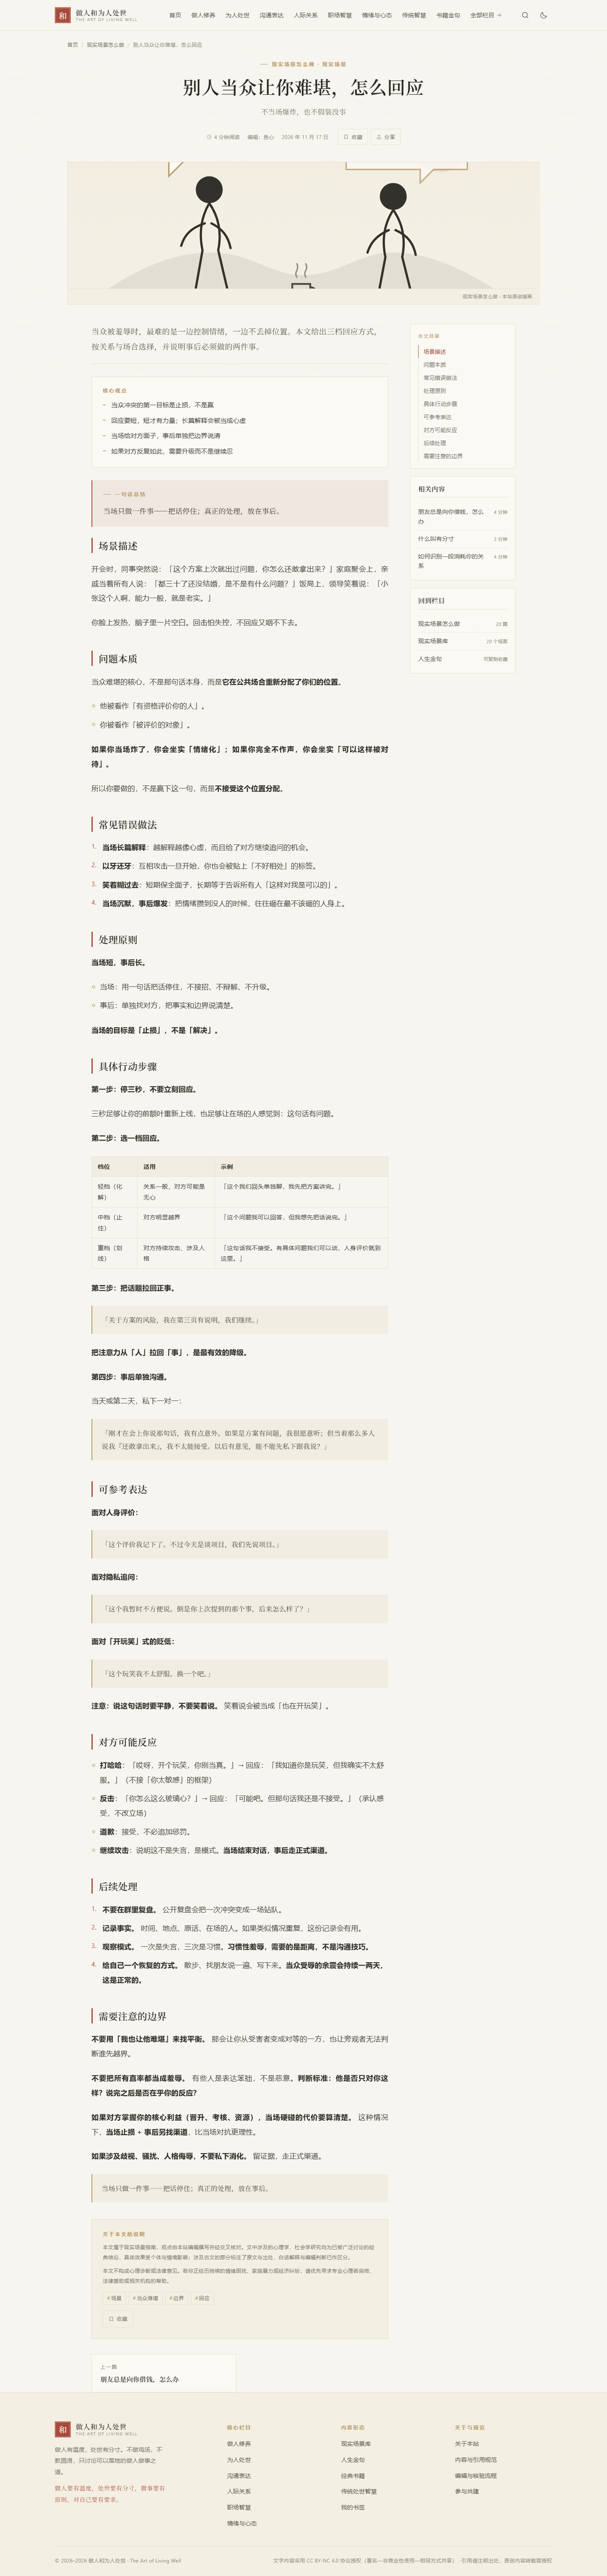 和 做人和为人处世
THE ART OF LIVING WELL
首页 做人修养 为人处世 沟通表达 人际关系 职场智慧 情绪与心态 传统智慧 书籍金句 全部栏目 →
首页 / 现实场景怎么做 / 别人当众让你难堪，怎么回应
现实场景怎么做 · 现实场景
别人当众让你难堪，怎么回应
不当场爆炸，也不假装没事
4 分钟阅读
2026 年 11 月 17 日
收藏
分享
现实场景怎么做 · 本站原创插画
当众被羞辱时，最难的是一边控制情绪，一边不丢掉位置。本文给出三档回应方式，
按关系与场合选择，并说明事后必须做的两件事。
核心观点
当众冲突的第一目标是止损，不是赢
回应要短，短才有力量；长篇解释会被当成心虚
当场给对方面子，事后单独把边界说清
如果对方反复如此，需要升级而不是继续忍
一句话总结
当场只做一件事——把话停住；真正的处理，放在事后。
场景描述
开会时，同事突然说：「这个方案上次就出过问题，你怎么还敢拿出来？」家庭聚会上，亲
戚当着所有人说：「都三十了还没结婚，是不是有什么问题？」饭局上，领导笑着说：「小
张这个人啊，能力一般，就是老实。」
你脸上发热，脑子里一片空白。回击怕失控，不回应又咽不下去。
问题本质
当众难堪的核心，不是那句话本身，而是它在公共场合重新分配了你们的位置。
他被看作「有资格评价你的人」。
你被看作「被评价的对象」。
如果你当场炸了，你会坐实「情绪化」；如果你完全不作声，你会坐实「可以这样被对
待」。
所以你要做的，不是赢下这一句，而是不接受这个位置分配。
常见错误做法
1. 当场长篇解释：越解释越像心虚，而且给了对方继续追问的机会。
2. 以牙还牙：互相攻击一旦开始，你也会被贴上「不好相处」的标签。
3. 笑着糊过去：短期保全面子，长期等于告诉所有人「这样对我是可以的」。
4. 当场沉默，事后爆发：把情绪攒到没人的时候，往往砸在最不该砸的人身上。
处理原则
当场短，事后长。
当场：用一句话把话停住，不接招、不辩解、不升级。
事后：单独找对方，把事实和边界说清楚。
当场的目标是「止损」，不是「解决」。
具体行动步骤
第一步：停三秒，不要立刻回应。
三秒足够让你的前额叶重新上线，也足够让在场的人感觉到：这句话有问题。
第二步：选一档回应。
档位 适用 示例
轻档（化解） 关系一般，对方可能是无心 「这个我们回头单独聊，我先把方案讲完。」
中档（止住） 对方明显越界 「这个问题我可以回答，但我想先把话说完。」
重档（划线） 对方持续攻击、涉及人格 「这句话我不接受。有具体问题我们可以谈，人身评价就到这里。」
第三步：把话题拉回正事。
「关于方案的风险，我在第三页有说明，我们继续。」
把注意力从「人」拉回「事」，是最有效的降级。
第四步：事后单独沟通。
当天或第二天，私下一对一：
「刚才在会上你说那句话，我有点意外。如果是方案有问题，我很愿意听；但当着那么多人
说我『还敢拿出来』，我不太能接受。以后有意见，能不能先私下跟我说？」
可参考表达
面对人身评价：
「这个评价我记下了。不过今天是谈项目，我们先说项目。」
面对隐私追问：
「这个我暂时不方便说。倒是你上次提到的那个事，后来怎么样了？」
面对「开玩笑」式的贬低：
「这个玩笑我不太舒服，换一个吧。」
注意：说这句话时要平静，不要笑着说。 笑着说会被当成「也在开玩笑」。
对方可能反应
打哈哈：「哎呀，开个玩笑，你别当真。」→ 回应：「我知道你是玩笑，但我确实不太舒
服。」（不接「你太敏感」的框架）
反击：「你怎么这么玻璃心？」→ 回应：「可能吧。但那句话我还是不接受。」（承认感
受，不改立场）
道歉：接受，不必追加惩罚。
继续攻击：说明这不是失言，是模式。当场结束对话，事后走正式渠道。
后续处理
1. 不要在群里复盘。 公开复盘会把一次冲突变成一场站队。
2. 记录事实。 时间、地点、原话、在场的人。如果类似情况重复，这份记录会有用。
3. 观察模式。 一次是失言，三次是习惯。习惯性羞辱，需要的是距离，不是沟通技巧。
4. 给自己一个恢复的方式。 散步、找朋友说一遍、写下来。当众受辱的余震会持续一两天，
这是正常的。
需要注意的边界
不要用「我也让他难堪」来找平衡。 那会让你从受害者变成对等的一方，也让旁观者无法判
断谁先越界。
不要把所有直率都当成羞辱。 有些人是表达笨拙，不是恶意。判断标准：他是否只对你这
样？说完之后是否在乎你的反应？
如果对方掌握你的核心利益（晋升、考核、资源），当场硬碰的代价要算清楚。 这种情况
下，当场止损 + 事后另找渠道，比当场对抗更理性。
如果涉及歧视、骚扰、人格侮辱，不要私下消化。 留证据，走正式渠道。
当场只做一件事——把话停住；真正的处理，放在事后。
关于本文的说明
# 场景 # 当众难堪 # 边界 # 回应
收藏
上一篇
朋友总是向你借钱，怎么办
本文目录
场景描述
问题本质
常见错误做法
处理原则
具体行动步骤
可参考表达
对方可能反应
后续处理
需要注意的边界
相关内容
朋友总是向你借钱，怎么办 4 分钟
什么叫有分寸 3 分钟
如何识别一段消耗你的关系 4 分钟
回到栏目
现实场景怎么做 20 篇
现实场景库
人生金句 可复制收藏
和 做人和为人处世
THE ART OF LIVING WELL
做人有温度，处世有分寸。不做鸡汤，不
教圆滑，只讨论可以落地的做人做事之
道。
做人要有温度，处世要有分寸，做事要有
原则，对自己要有要求。
核心栏目
做人修养
为人处世
沟通表达
人际关系
职场智慧
情绪与心态
内容形态
现实场景库
人生金句
经典书籍
传统处世智慧
我的书签
关于与规范
关于本站
内容与引用规范
编辑与核验流程
参与共建
© 2026–2026 做人和为人处世 · The Art of Living Well